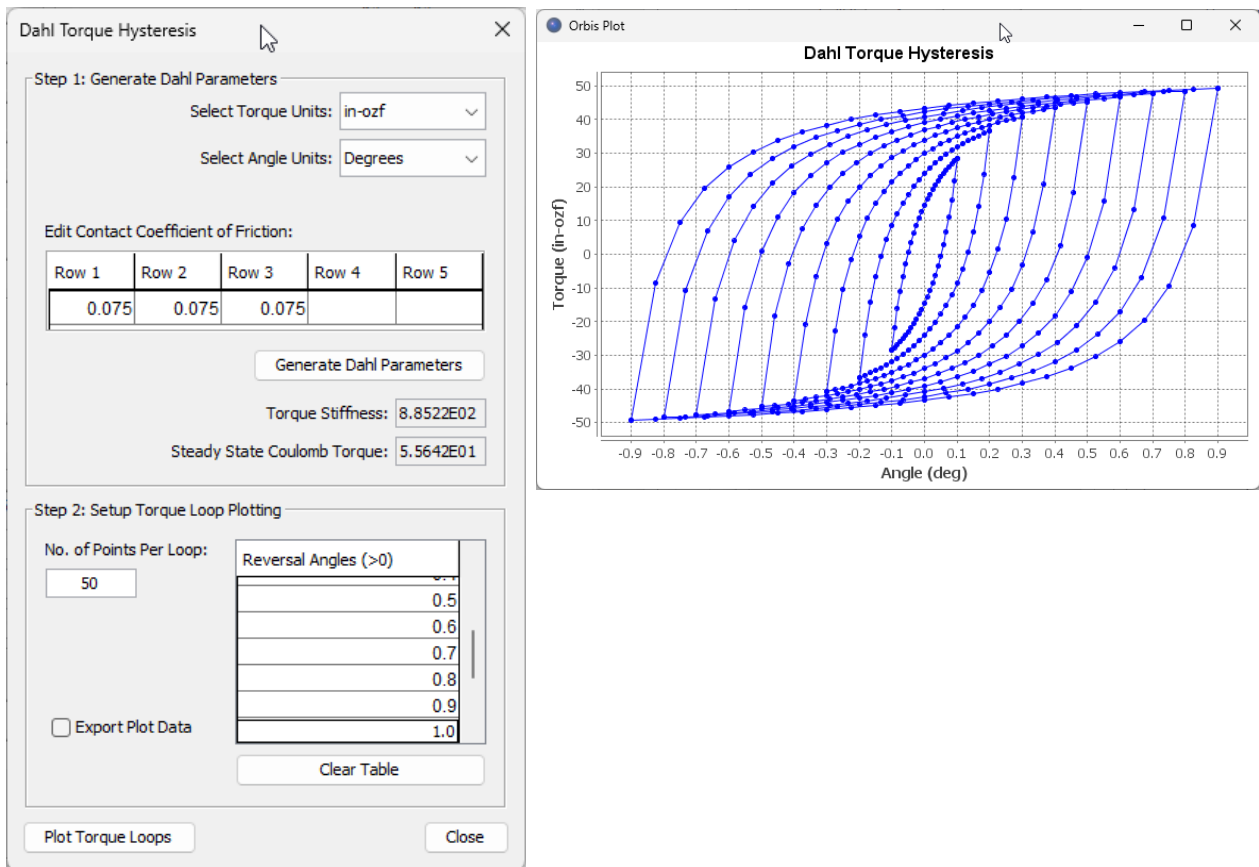 Dahl Torque Hysteresis
Step 1: Generate Dahl Parameters
Select Torque Units: in-ozf
Select Angle Units: Degrees
Edit Contact Coefficient of Friction:
Row 1 Row 2 Row 3 Row 4 Row 5
0.075 0.075 0.075
Generate Dahl Parameters
Torque Stiffness: 8.8522E02
Steady State Coulomb Torque: 5.5642E01
Step 2: Setup Torque Loop Plotting
No. of Points Per Loop:
50
Reversal Angles (>0)
0.5
0.6
0.7
0.8
0.9
1.0
Export Plot Data
Clear Table
Plot Torque Loops Close
Orbis Plot
Dahl Torque Hysteresis
Torque (in-ozf)
50
40
30
20
10
0
-10
-20
-30
-40
-50
-0.9 -0.8 -0.7 -0.6 -0.5 -0.4 -0.3 -0.2 -0.1 0.0 0.1 0.2 0.3 0.4 0.5 0.6 0.7 0.8 0.9
Angle (deg)